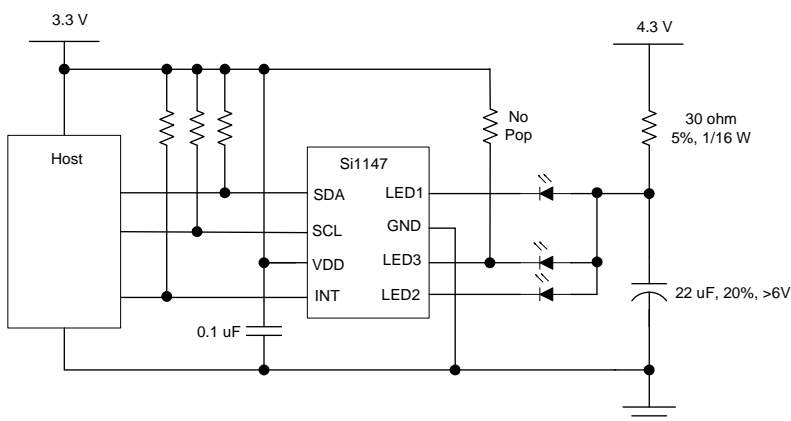 3.3 V
4.3 V
No
Pop
30 ohm
5%, 1/16 W
Host
Si1147
SDA
LED1
SCL
GND
VDD
LED3
INT
LED2
22 uF, 20%, >6V
0.1 uF